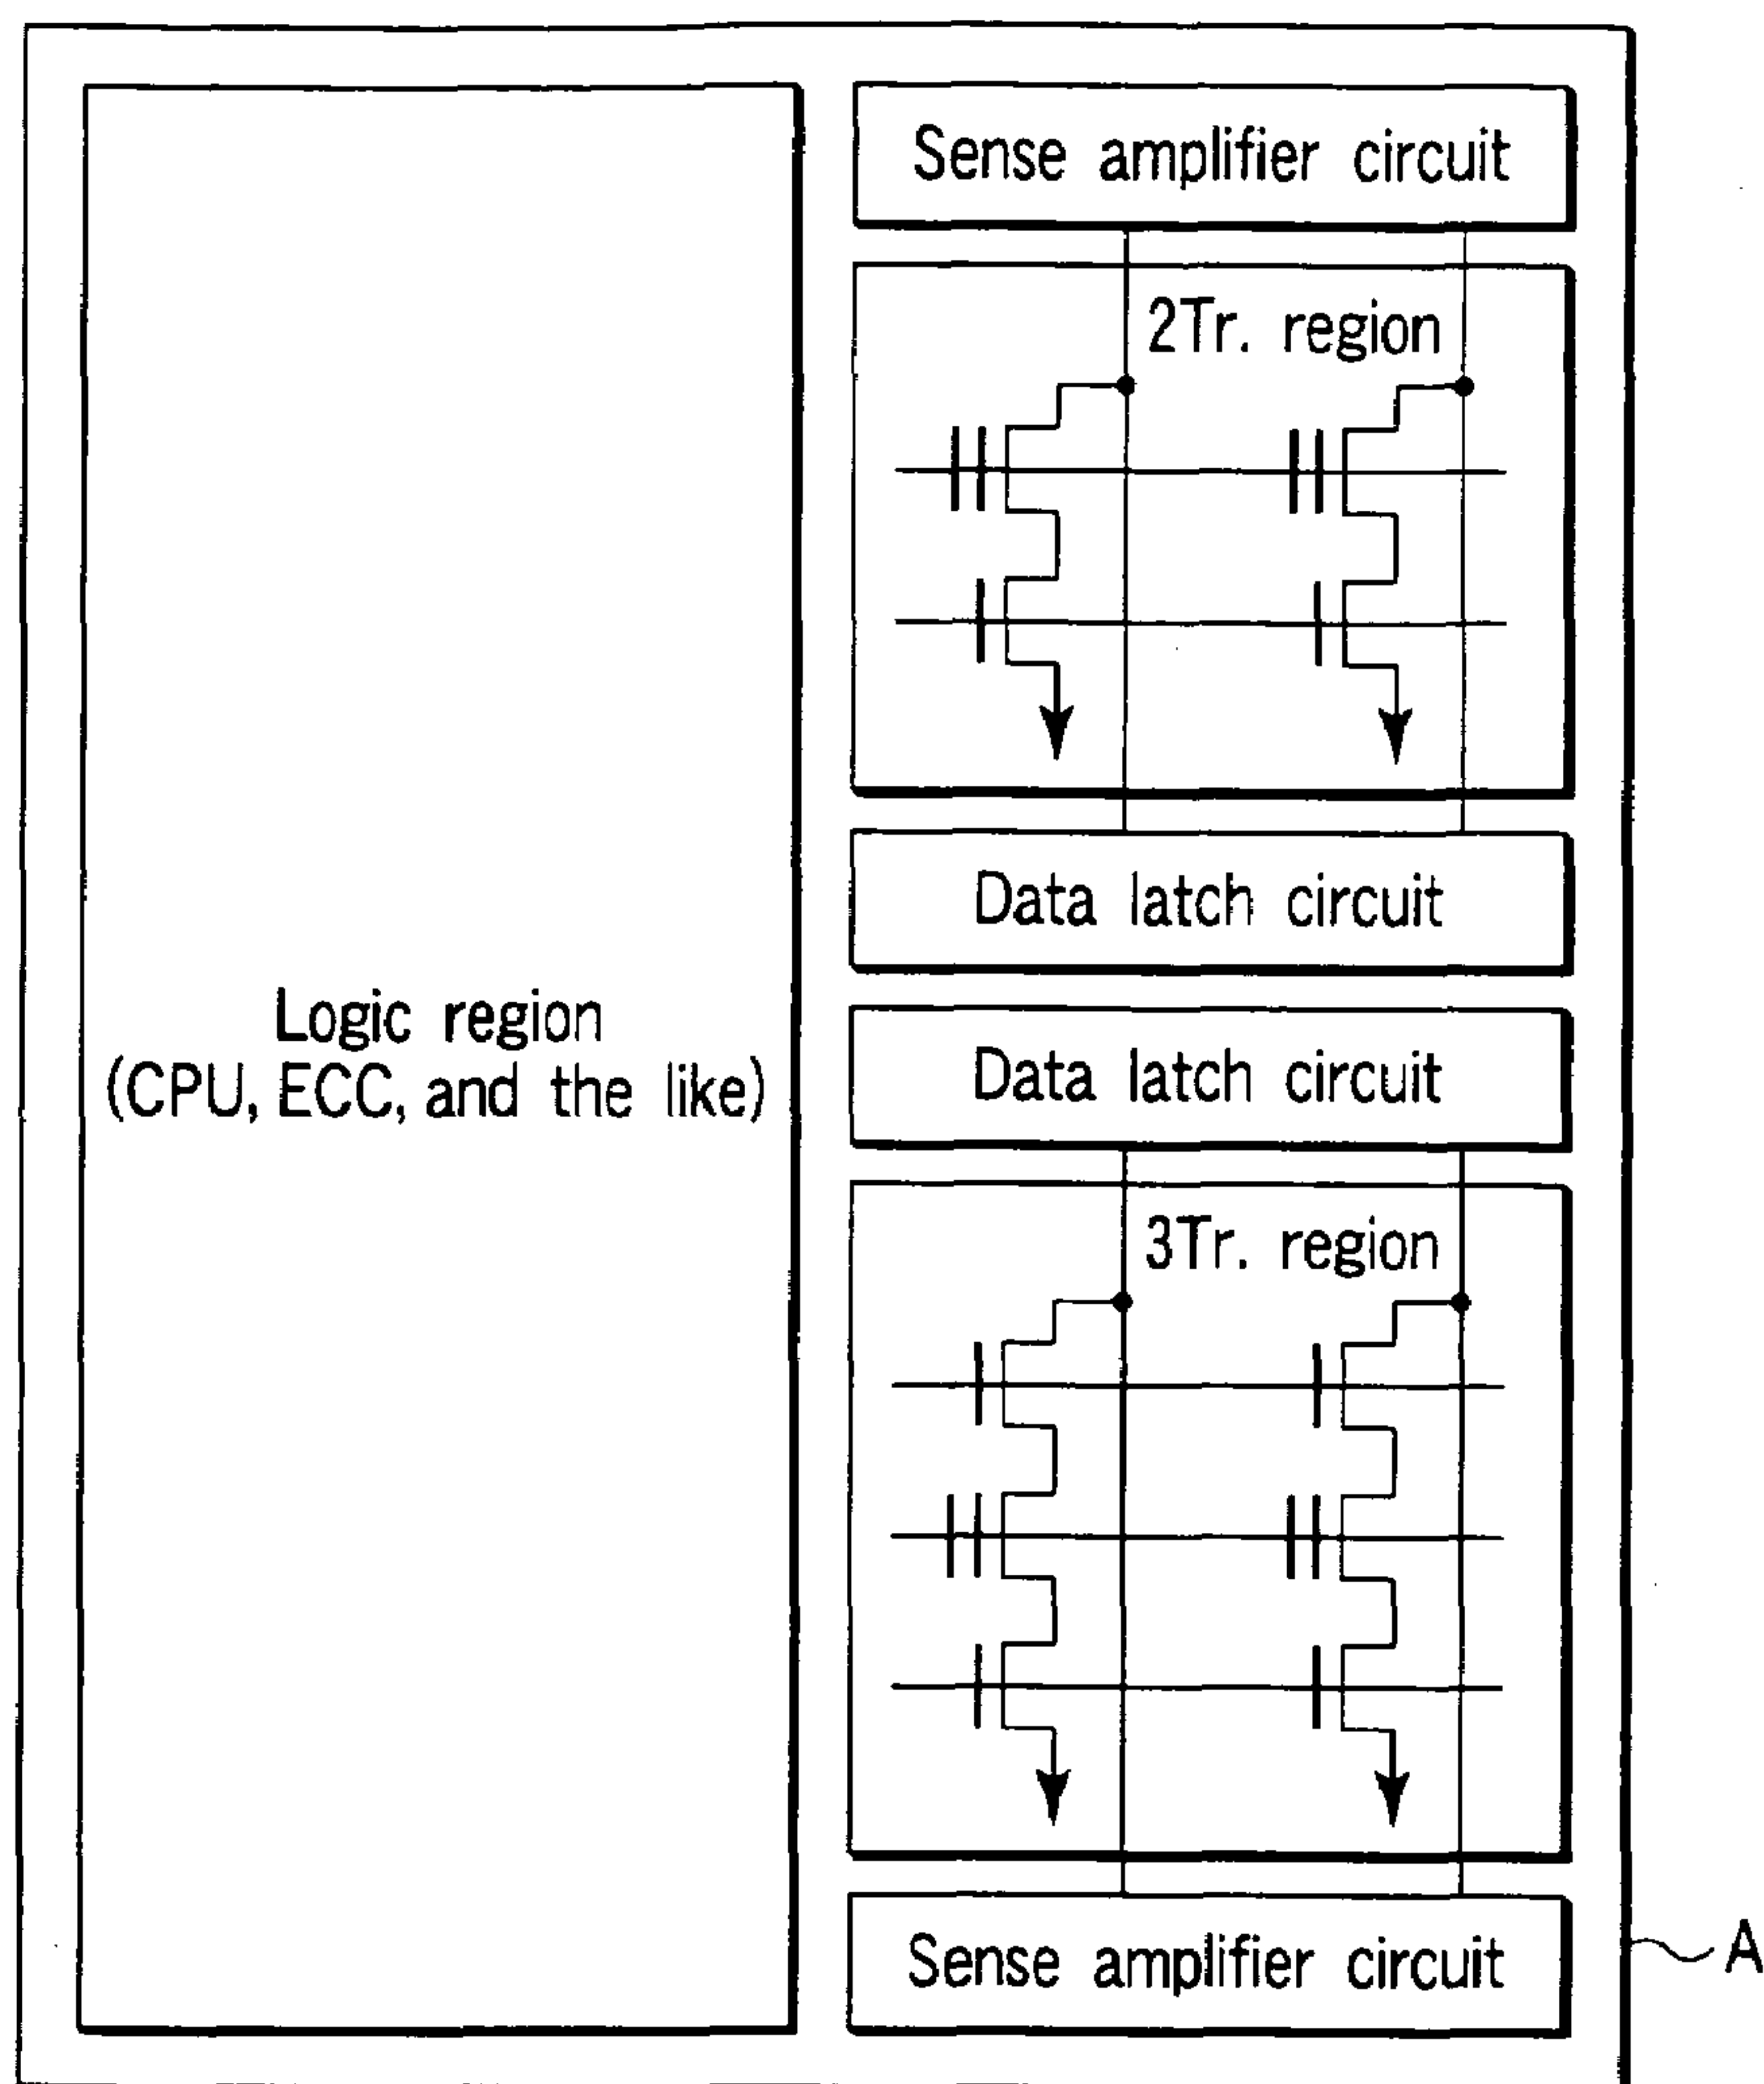 Logic region
(CPU, ECC, and the like)
Sense amplifier circuit
2Tr. region
Data latch circuit
Data latch circuit
3Tr. region
Sense amplifier circuit
A